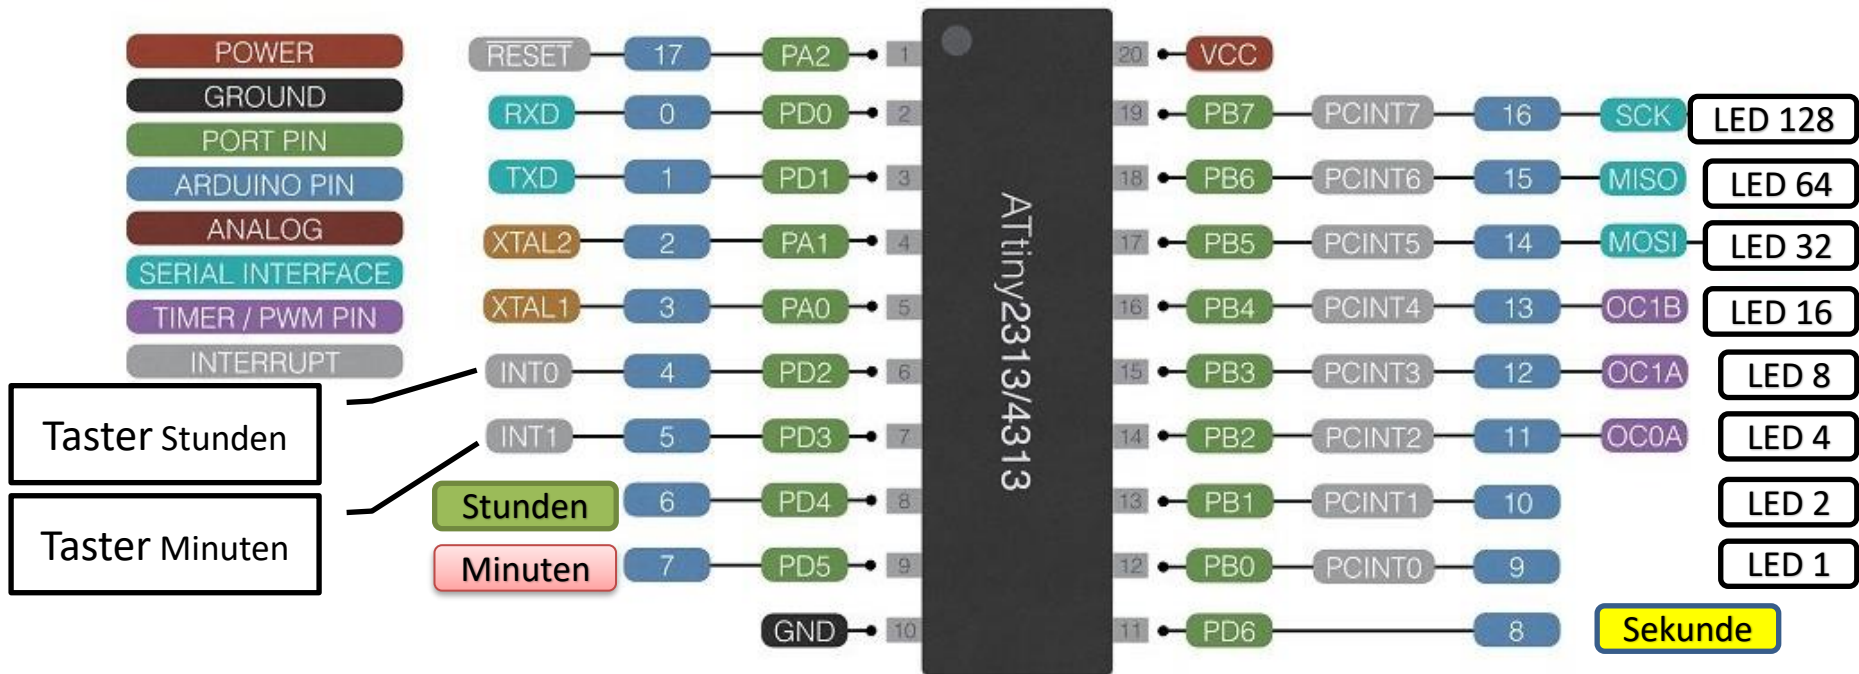 POWER
GROUND
PORT PIN
ARDUINO PIN
ANALOG
SERIAL INTERFACE
TIMER / PWM PIN
INTERRUPT
Taster Stunden
Taster Minuten
RESET 17 PA2 1
RXD 0 PD0 2
TXD 1 PD1 3
XTAL2 2 PA1 4
XTAL1 3 PA0 5
INT0 4 PD2 6
INT1 5 PD3 7
Stunden 6 PD4 8
Minuten 7 PD5 9
GND 10
ATtiny2313/4313
20 VCC
19 PB7 PCINT7 16 SCK LED 128
18 PB6 PCINT6 15 MISO LED 64
17 PB5 PCINT5 14 MOSI LED 32
16 PB4 PCINT4 13 OC1B LED 16
15 PB3 PCINT3 12 OC1A LED 8
14 PB2 PCINT2 11 OC0A LED 4
13 PB1 PCINT1 10 LED 2
12 PB0 PCINT0 9 LED 1
11 PD6 8 Sekunde